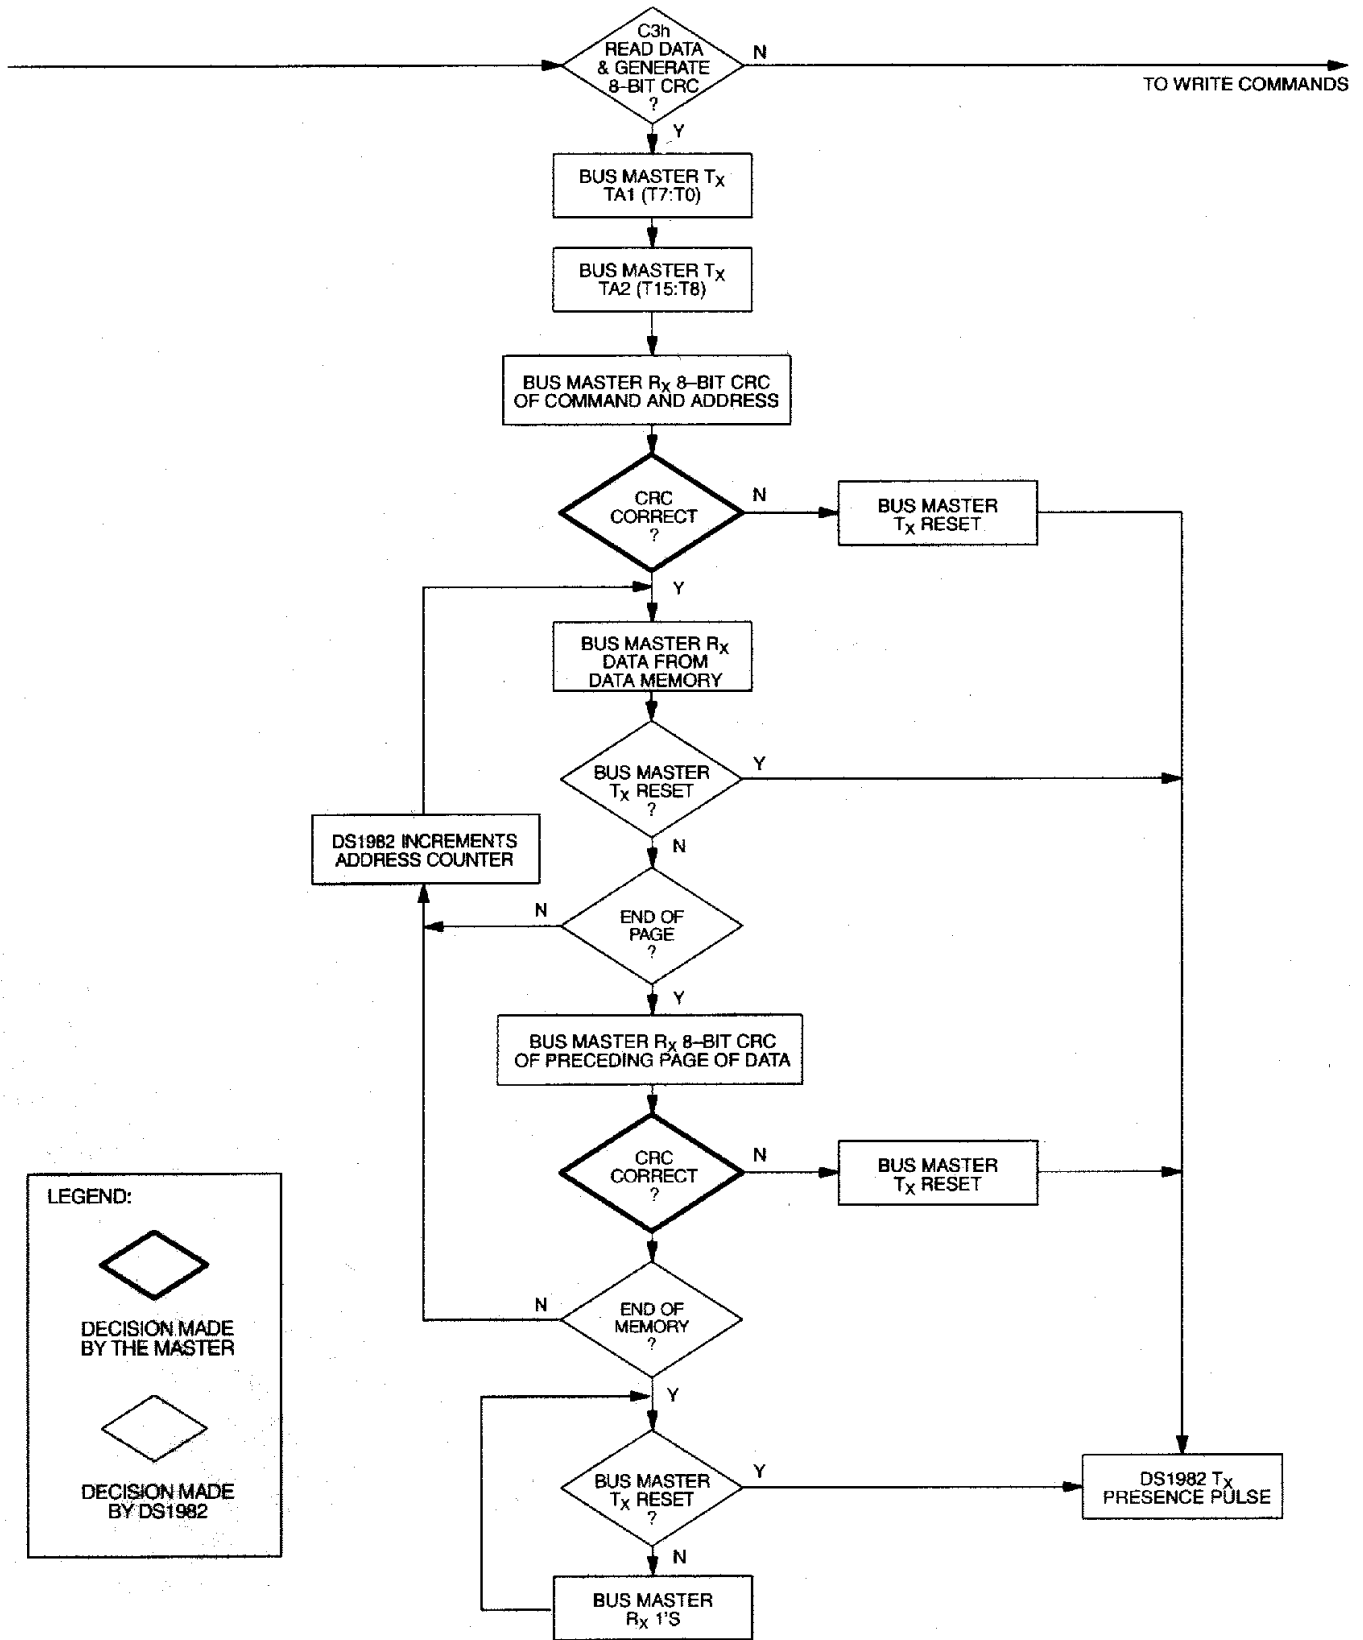 C3h
READ DATA
& GENERATE
8-BIT CRC
?
N
TO WRITE COMMANDS
Y
BUS MASTER TX
TA1 (T7:T0)
BUS MASTER TX
TA2 (T15:T8)
BUS MASTER RX 8-BIT CRC
OF COMMAND AND ADDRESS
CRC
CORRECT
?
N
BUS MASTER
TX RESET
Y
BUS MASTER RX
DATA FROM
DATA MEMORY
BUS MASTER
TX RESET
?
Y
DS1982 INCREMENTS
ADDRESS COUNTER
N
END OF
PAGE
?
N
Y
BUS MASTER RX 8-BIT CRC
OF PRECEDING PAGE OF DATA
CRC
CORRECT
?
N
BUS MASTER
TX RESET
LEGEND:
DECISION MADE
BY THE MASTER
DECISION MADE
BY DS1982
END OF
MEMORY
?
N
Y
BUS MASTER
TX RESET
?
Y
DS1982 TX
PRESENCE PULSE
N
BUS MASTER
RX 1'S